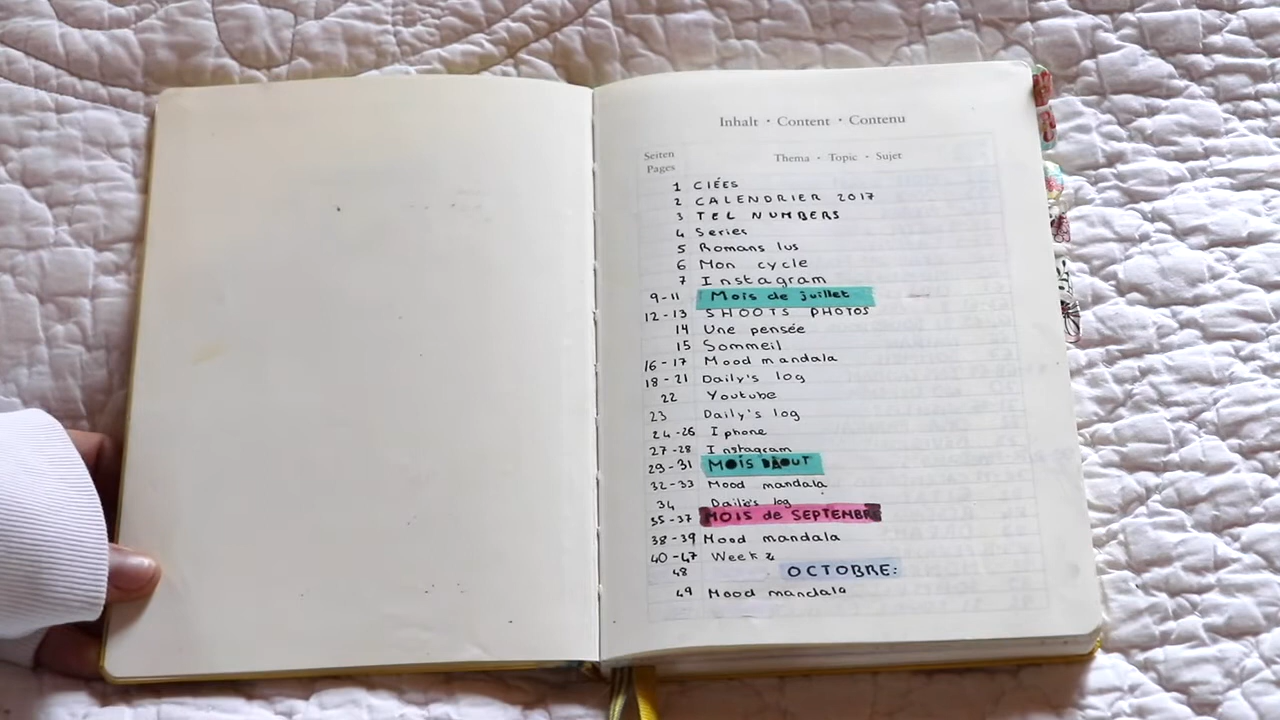 Inhalt • Content • Contenu
Seiten Pages Thema • Topic • Sujet
1 ClÉES
2 CALENDRIER 2017
3 TEL NUMBERS
4 Series
5 Romans lus
6 Mon cycle
7 Instagram
9-11 Mois de juillet
12-13 SHOOTS PHOTOS
14 Une pensée
15 Sommeil
16-17 Mood mandala
18-21 Daily's log
22 Youtube
23 Daily's log
24-26 Iphone
27-28 Instagram
29-31 MOIS D'AOUT
32-33 Mood mandala
34 Dailie's log
35-37 MOIS de SEPTEMBRE
38-39 Mood mandala
40-47 Week
48 OCTOBRE:
49 Mood mandala